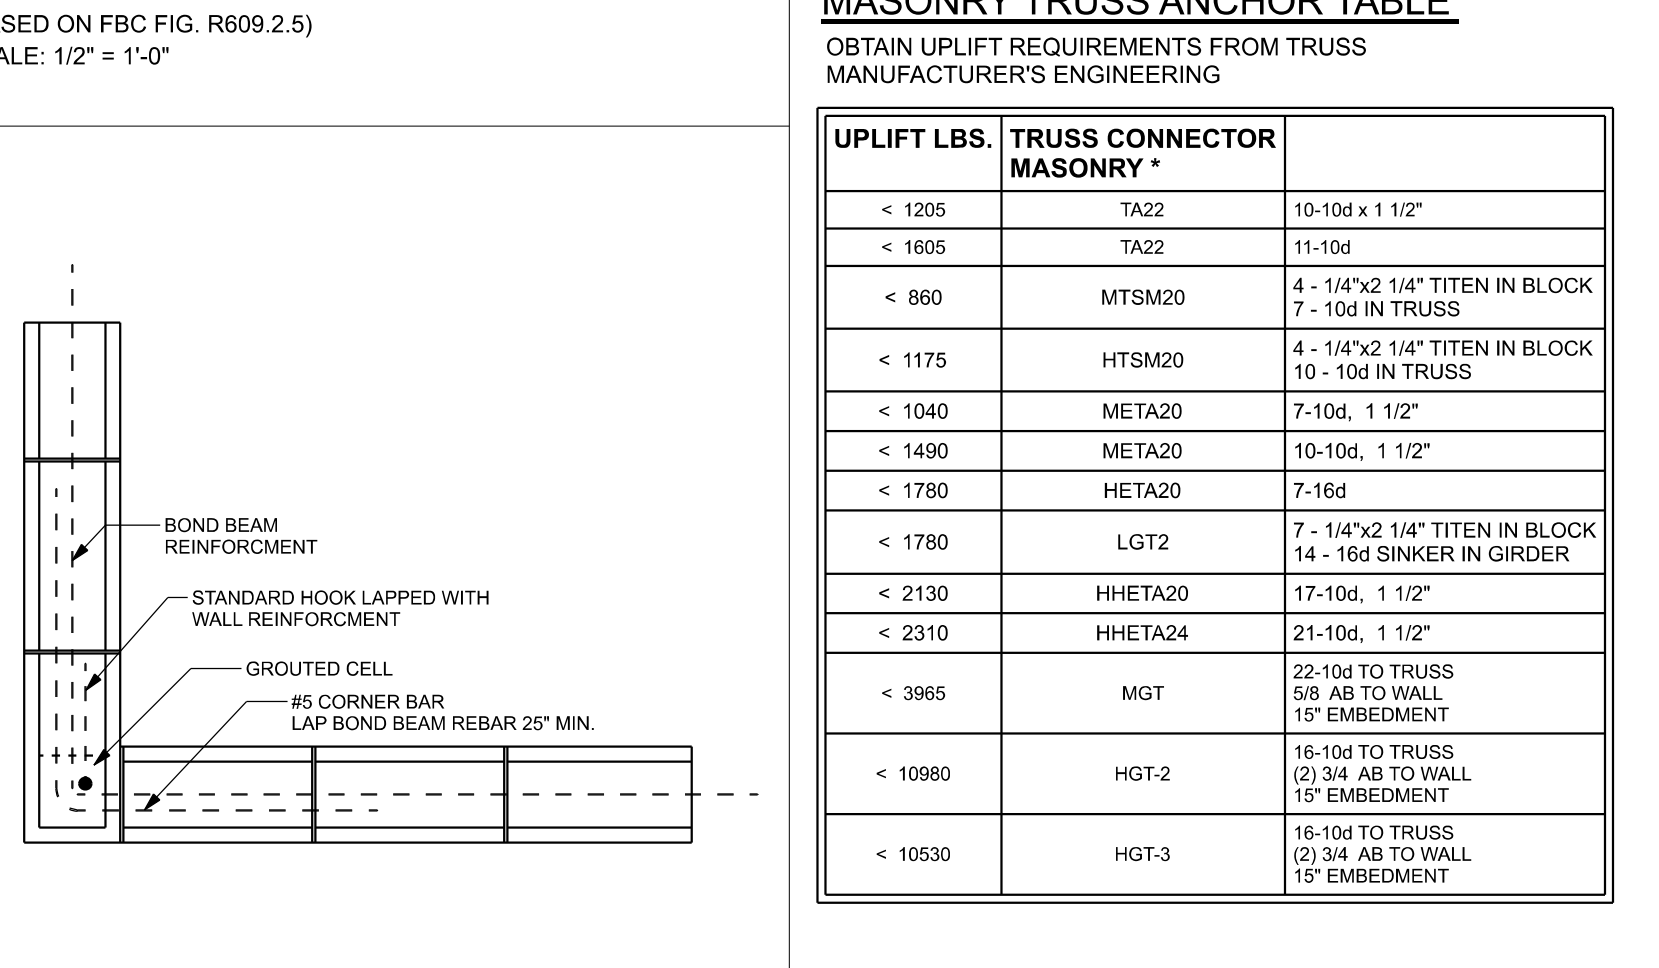 SED ON FBC FIG. R609.2.5)
ALE: 1/2" = 1'-0"
BOND BEAM
REINFORCMENT
STANDARD HOOK LAPPED WITH
WALL REINFORCMENT
GROUTED CELL
#5 CORNER BAR
LAP BOND BEAM REBAR 25" MIN.
MASONRY TRUSS ANCHOR TABLE
OBTAIN UPLIFT REQUIREMENTS FROM TRUSS
MANUFACTURER'S ENGINEERING
UPLIFT LBS. TRUSS CONNECTOR
MASONRY *
< 1205 TA22 10-10d x 1 1/2"
< 1605 TA22 11-10d
< 860 MTSM20 4 - 1/4"x2 1/4" TITEN IN BLOCK
7 - 10d IN TRUSS
< 1175 HTSM20 4 - 1/4"x2 1/4" TITEN IN BLOCK
10 - 10d IN TRUSS
< 1040 META20 7-10d, 1 1/2"
< 1490 META20 10-10d, 1 1/2"
< 1780 HETA20 7-16d
< 1780 LGT2 7 - 1/4"x2 1/4" TITEN IN BLOCK
14 - 16d SINKER IN GIRDER
< 2130 HHETA20 17-10d, 1 1/2"
< 2310 HHETA24 21-10d, 1 1/2"
< 3965 MGT 22-10d TO TRUSS
5/8 AB TO WALL
15" EMBEDMENT
< 10980 HGT-2 16-10d TO TRUSS
(2) 3/4 AB TO WALL
15" EMBEDMENT
< 10530 HGT-3 16-10d TO TRUSS
(2) 3/4 AB TO WALL
15" EMBEDMENT